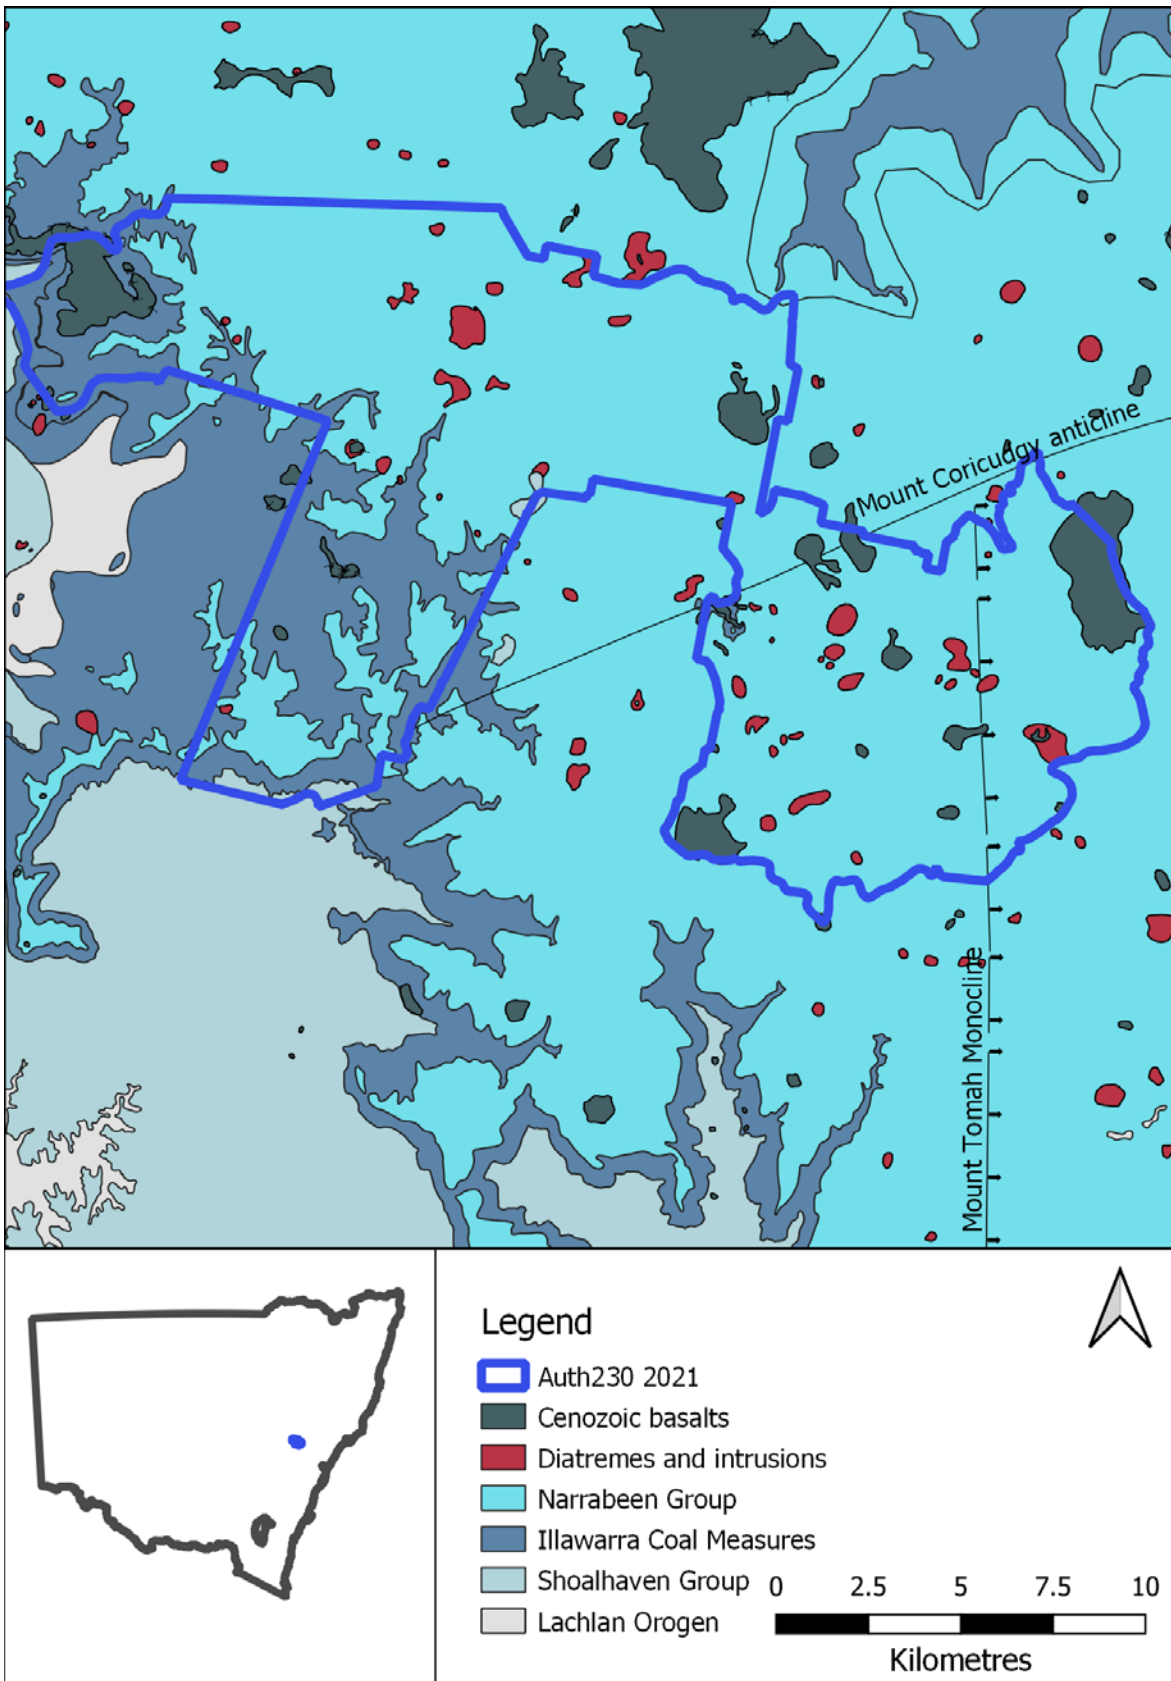 Mount Coricudgy anticline
Mount Tomah Monocline
Legend
Auth230 2021
Cenozoic basalts
Diatremes and intrusions
Narrabeen Group
Illawarra Coal Measures
Shoalhaven Group
Lachlan Orogen
0 2.5 5 7.5 10
Kilometres